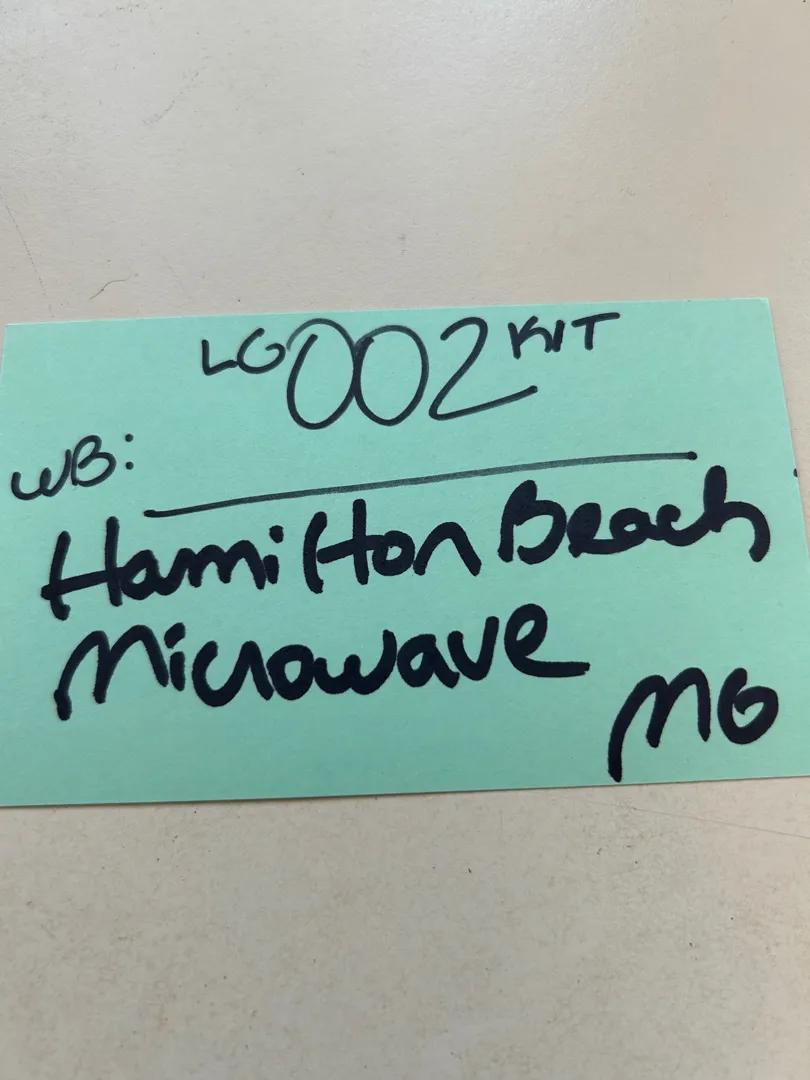 LG 002 KIT
WB:
Hamilton Beach
Microwave
MG